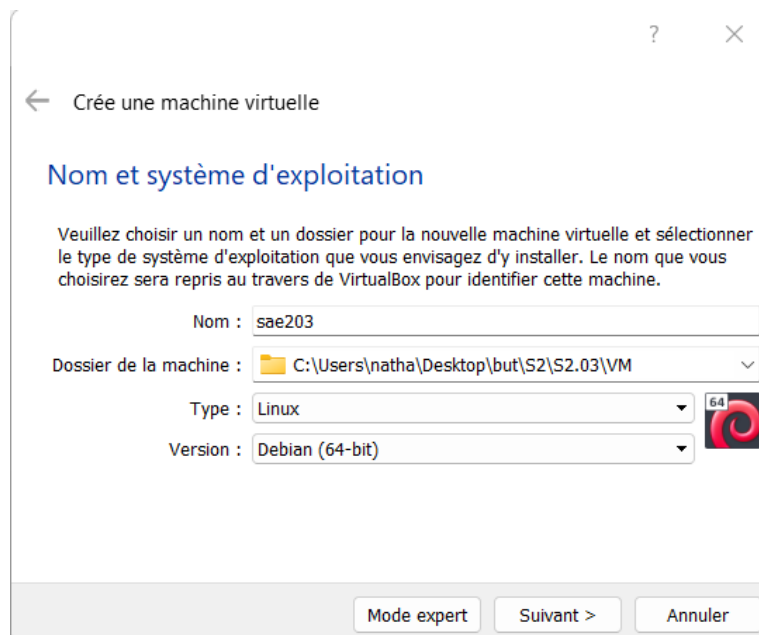 ?
Crée une machine virtuelle
Nom et système d'exploitation
Veuillez choisir un nom et un dossier pour la nouvelle machine virtuelle et sélectionner
le type de système d'exploitation que vous envisagez d'y installer. Le nom que vous
choisirez sera repris au travers de VirtualBox pour identifier cette machine.
Nom : sae203
Dossier de la machine : C:\Users\natha\Desktop\but\S2\S2.03\VM
Type : Linux
64
Version : Debian (64-bit)
Mode expert Suivant > Annuler